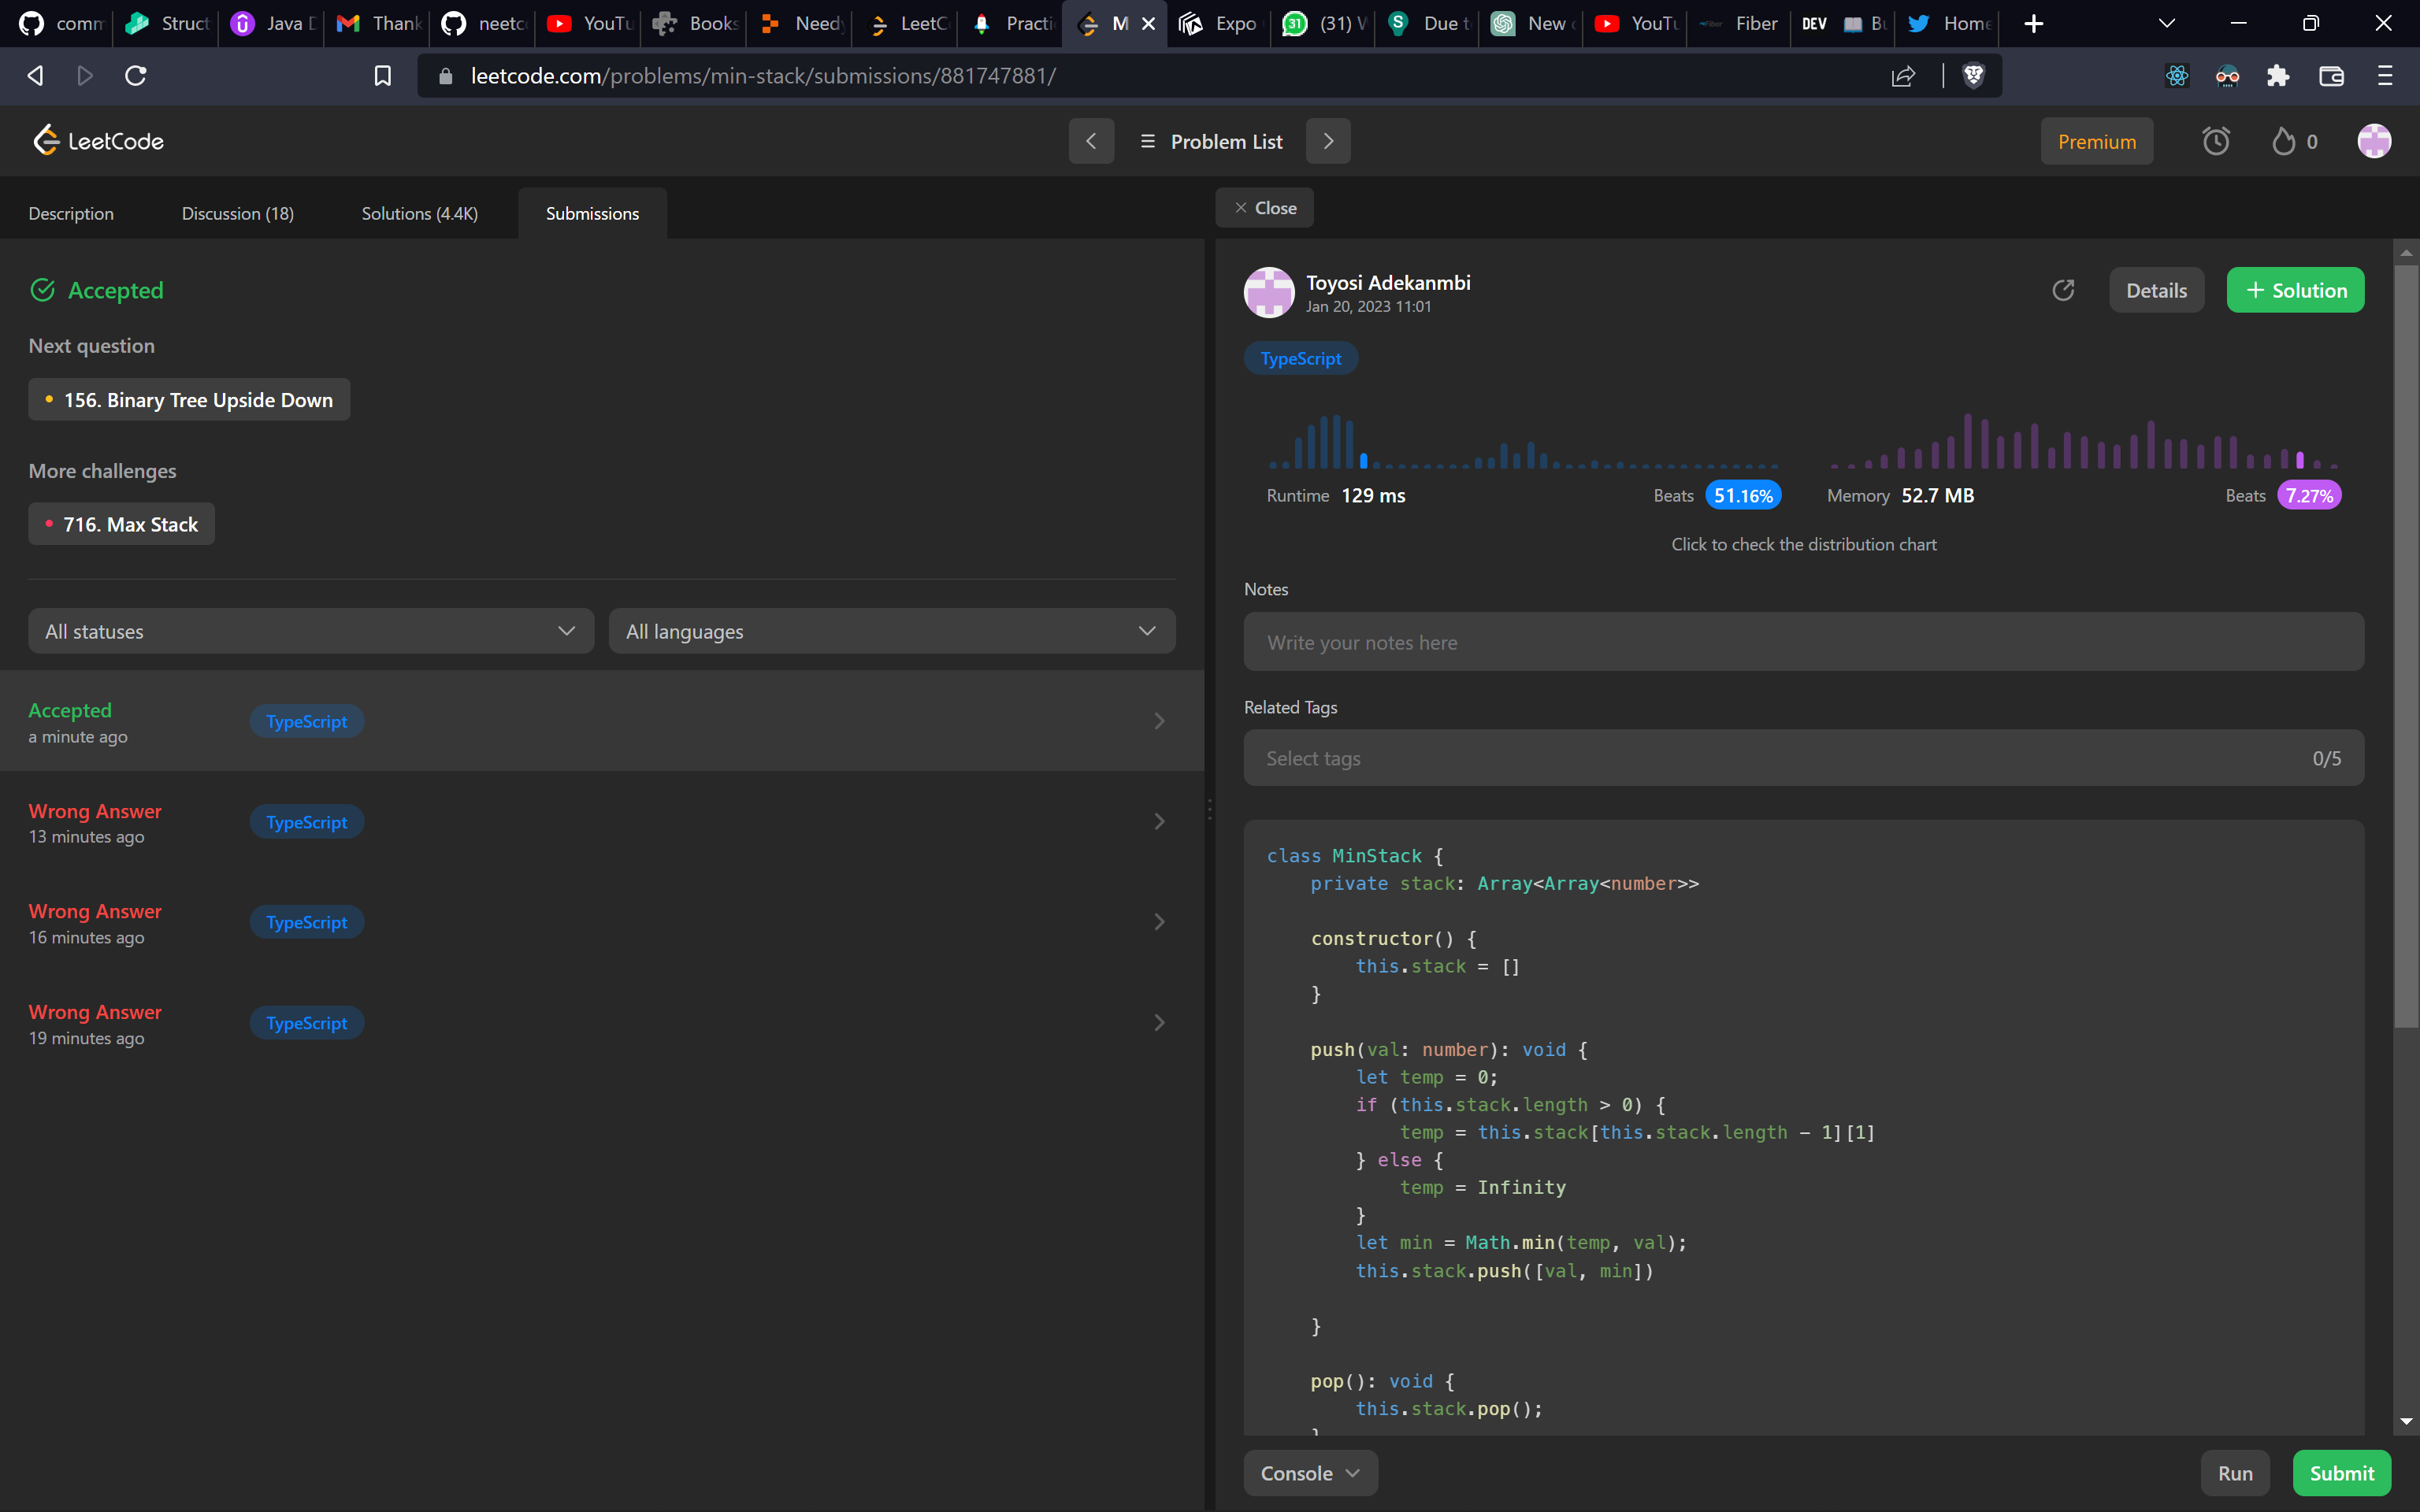 comm
Struct
Java D
Thank
neetc
YouTu
Books
Needy
LeetC
Practi
M
Expo
(31) W
Due t
New c
YouTu
Fiber
DEV
Bu
Home
leetcode.com/problems/min-stack/submissions/881747881/
LeetCode
Problem List
Premium
0
Description
Discussion (18)
Solutions (4.4K)
Submissions
Close
Accepted
Next question
156. Binary Tree Upside Down
More challenges
716. Max Stack
All statuses
All languages
Accepted
a minute ago
TypeScript
Wrong Answer
13 minutes ago
TypeScript
Wrong Answer
16 minutes ago
TypeScript
Wrong Answer
19 minutes ago
TypeScript
Toyosi Adekanmbi
Jan 20, 2023 11:01
Details
+ Solution
TypeScript
Runtime 129 ms
Beats 51.16%
Memory 52.7 MB
Beats 7.27%
Click to check the distribution chart
Notes
Write your notes here
Related Tags
Select tags
0/5
class MinStack {
    private stack: Array<Array<number>>
    constructor() {
        this.stack = []
    }
    push(val: number): void {
        let temp = 0;
        if (this.stack.length > 0) {
            temp = this.stack[this.stack.length - 1][1]
        } else {
            temp = Infinity
        }
        let min = Math.min(temp, val);
        this.stack.push([val, min])
    }
    pop(): void {
        this.stack.pop();
    }
Console
Run
Submit